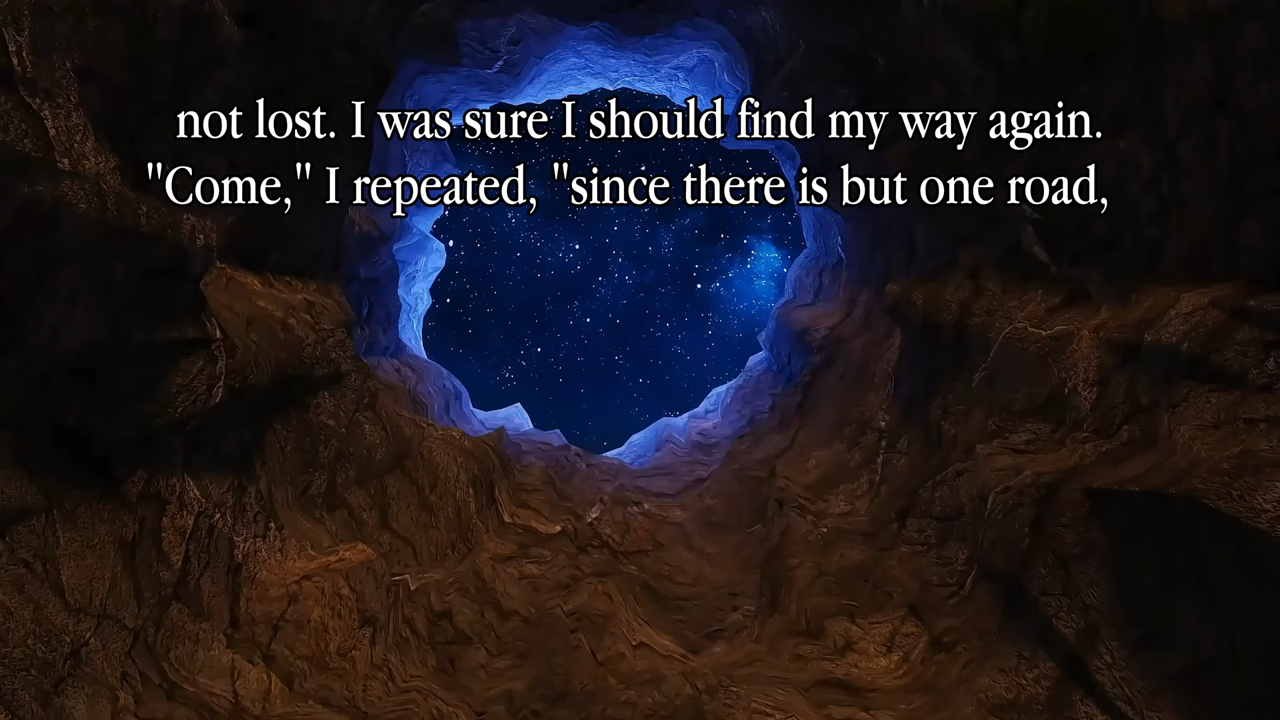 not lost. I was sure I should find my way again.
"Come," I repeated, "since there is but one road,